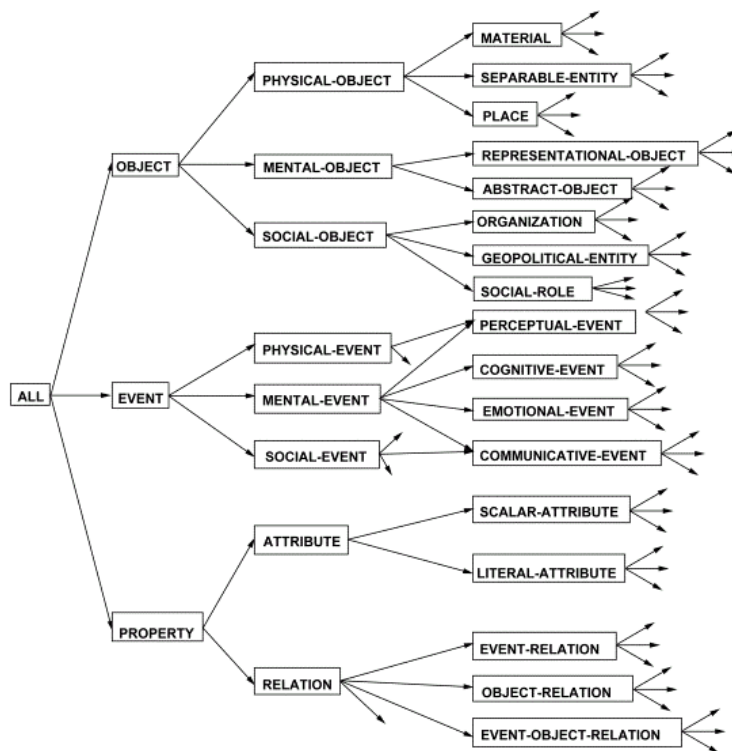 MATERIAL
PHYSICAL-OBJECT
SEPARABLE-ENTITY
PLACE
OBJECT
MENTAL-OBJECT
REPRESENTATIONAL-OBJECT
ABSTRACT-OBJECT
SOCIAL-OBJECT
ORGANIZATION
GEOPOLITICAL-ENTITY
SOCIAL-ROLE
PHYSICAL-EVENT
PERCEPTUAL-EVENT
ALL
EVENT
MENTAL-EVENT
COGNITIVE-EVENT
EMOTIONAL-EVENT
SOCIAL-EVENT
COMMUNICATIVE-EVENT
ATTRIBUTE
SCALAR-ATTRIBUTE
LITERAL-ATTRIBUTE
PROPERTY
RELATION
EVENT-RELATION
OBJECT-RELATION
EVENT-OBJECT-RELATION